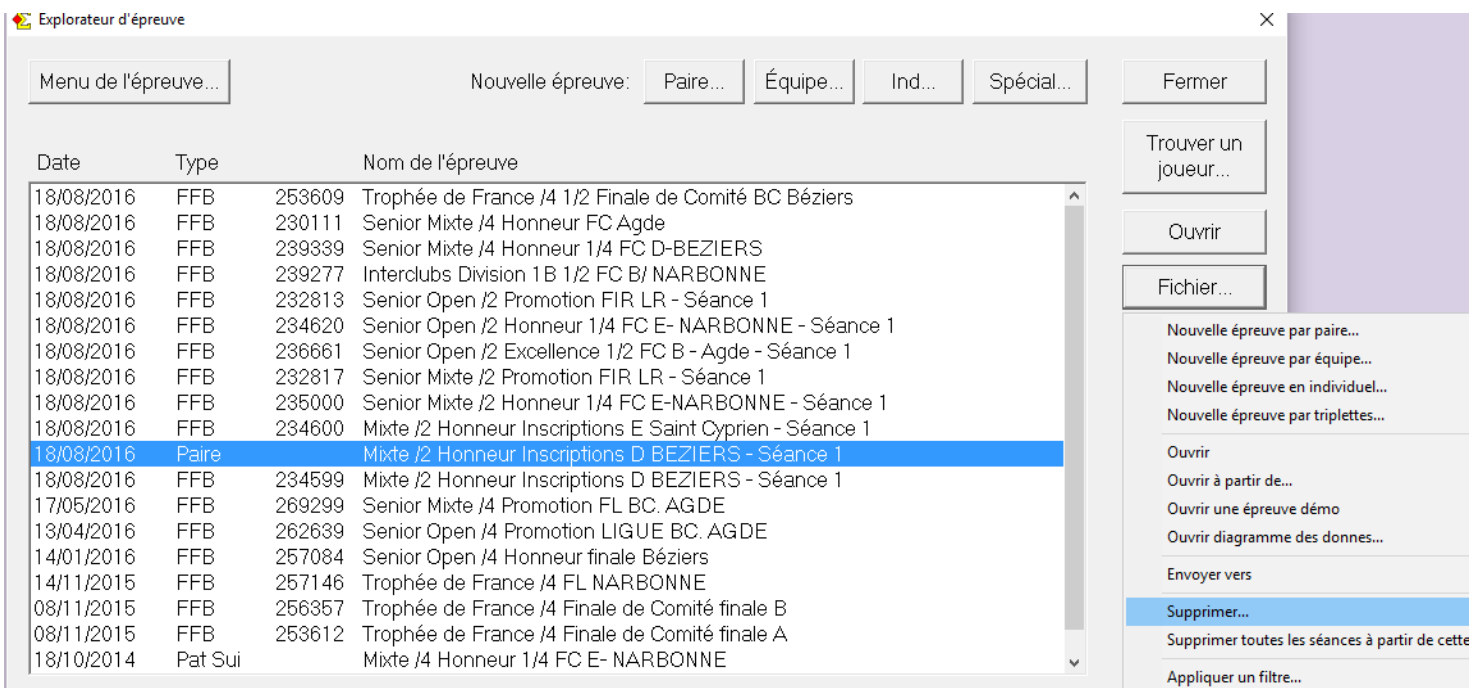 Explorateur d'épreuve
Menu de l'épreuve... Nouvelle épreuve: Paire... Équipe... Ind... Spécial... Fermer
Trouver un joueur...
Date Type Nom de l'épreuve
18/08/2016 FFB 253609 Trophée de France /4 1/2 Finale de Comité BC Béziers
18/08/2016 FFB 230111 Senior Mixte /4 Honneur FC Agde
18/08/2016 FFB 239339 Senior Mixte /4 Honneur 1/4 FC D-BEZIERS
18/08/2016 FFB 239277 Interclubs Division 1B 1/2 FC B/ NARBONNE
18/08/2016 FFB 232813 Senior Open /2 Promotion FIR LR - Séance 1
18/08/2016 FFB 234620 Senior Open /2 Honneur 1/4 FC E- NARBONNE - Séance 1
18/08/2016 FFB 236661 Senior Open /2 Excellence 1/2 FC B - Agde - Séance 1
18/08/2016 FFB 232817 Senior Mixte /2 Promotion FIR LR - Séance 1
18/08/2016 FFB 235000 Senior Mixte /2 Honneur 1/4 FC E-NARBONNE - Séance 1
18/08/2016 FFB 234600 Mixte /2 Honneur Inscriptions E Saint Cyprien - Séance 1
18/08/2016 Paire Mixte /2 Honneur Inscriptions D BEZIERS - Séance 1
18/08/2016 FFB 234599 Mixte /2 Honneur Inscriptions D BEZIERS - Séance 1
17/05/2016 FFB 269299 Senior Mixte /4 Promotion FL BC. AGDE
13/04/2016 FFB 262639 Senior Open /4 Promotion LIGUE BC. AGDE
14/01/2016 FFB 257084 Senior Open /4 Honneur finale Béziers
14/11/2015 FFB 257146 Trophée de France /4 FL NARBONNE
08/11/2015 FFB 256357 Trophée de France /4 Finale de Comité finale B
08/11/2015 FFB 253612 Trophée de France /4 Finale de Comité finale A
18/10/2014 Pat Sui Mixte /4 Honneur 1/4 FC E- NARBONNE
Ouvrir
Fichier...
Nouvelle épreuve par paire...
Nouvelle épreuve par équipe...
Nouvelle épreuve en individuel...
Nouvelle épreuve par triplettes...
Ouvrir
Ouvrir à partir de...
Ouvrir une épreuve démo
Ouvrir diagramme des donnes...
Envoyer vers
Supprimer...
Supprimer toutes les séances à partir de cette
Appliquer un filtre...